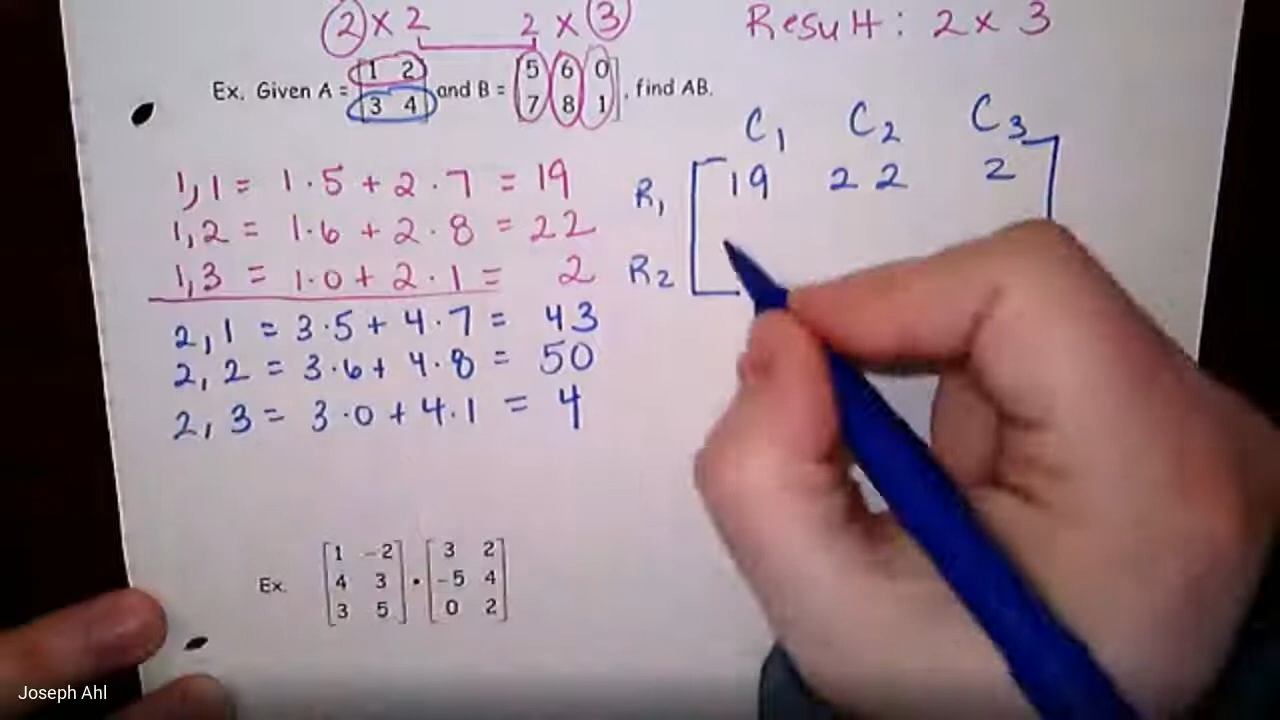 2 x 2 2 x 3 Result: 2 x 3
Ex. Given A = [1 2 and B = [5 6 0 , find AB.
3 4] 7 8 1]
C1 C2 C3
1,1 = 1·5 + 2·7 = 19 R1 19 22 2
1,2 = 1·6 + 2·8 = 22
1,3 = 1·0 + 2·1 = 2 R2
2,1 = 3·5 + 4·7 = 43
2,2 = 3·6 + 4·8 = 50
2,3 = 3·0 + 4·1 = 4
1 -2 3 2
Ex. 4 3 · -5 4
3 5 0 2
Joseph Ahl